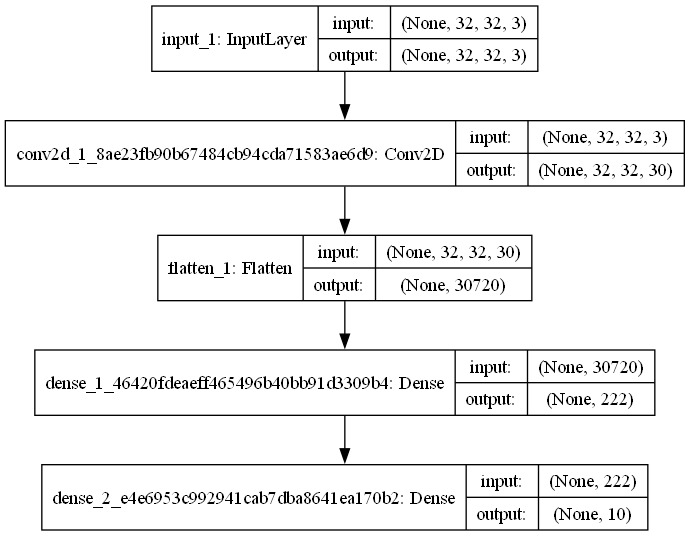 input_1: InputLayer
input: (None, 32, 32, 3)
output: (None, 32, 32, 3)
conv2d_1_8ae23fb90b67484cb94cda71583ae6d9: Conv2D
input: (None, 32, 32, 3)
output: (None, 32, 32, 30)
flatten_1: Flatten
input: (None, 32, 32, 30)
output: (None, 30720)
dense_1_46420fdeaeff465496b40bb91d3309b4: Dense
input: (None, 30720)
output: (None, 222)
dense_2_e4e6953c992941cab7dba8641ea170b2: Dense
input: (None, 222)
output: (None, 10)